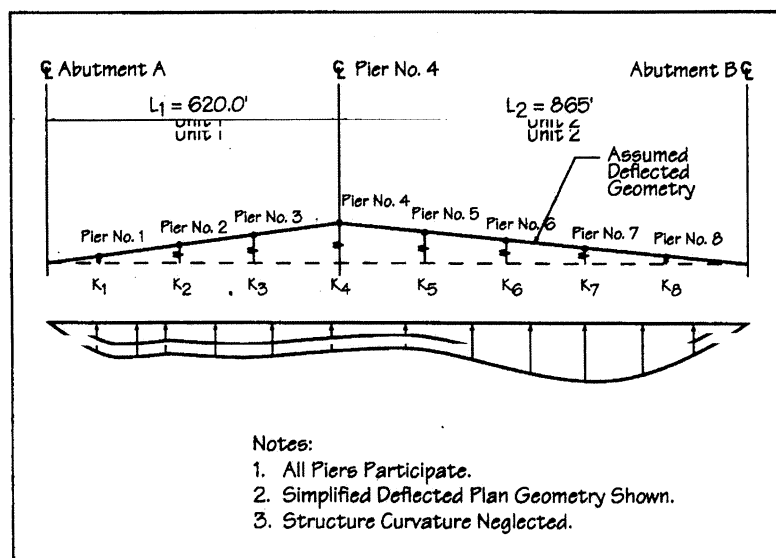 ℄ Abutment A
℄ Pier No. 4
Abutment B ℄
L₁ = 620.0'
Unit 1
L₂ = 865'
Unit 2
Unit 2
Assumed
Deflected
Geometry
Pier No. 1
Pier No. 2
Pier No. 3
Pier No. 4
Pier No. 5
Pier No. 6
Pier No. 7
Pier No. 8
K₁
K₂
K₃
K₄
K₅
K₆
K₇
K₈
Notes:
1. All Piers Participate.
2. Simplified Deflected Plan Geometry Shown.
3. Structure Curvature Neglected.